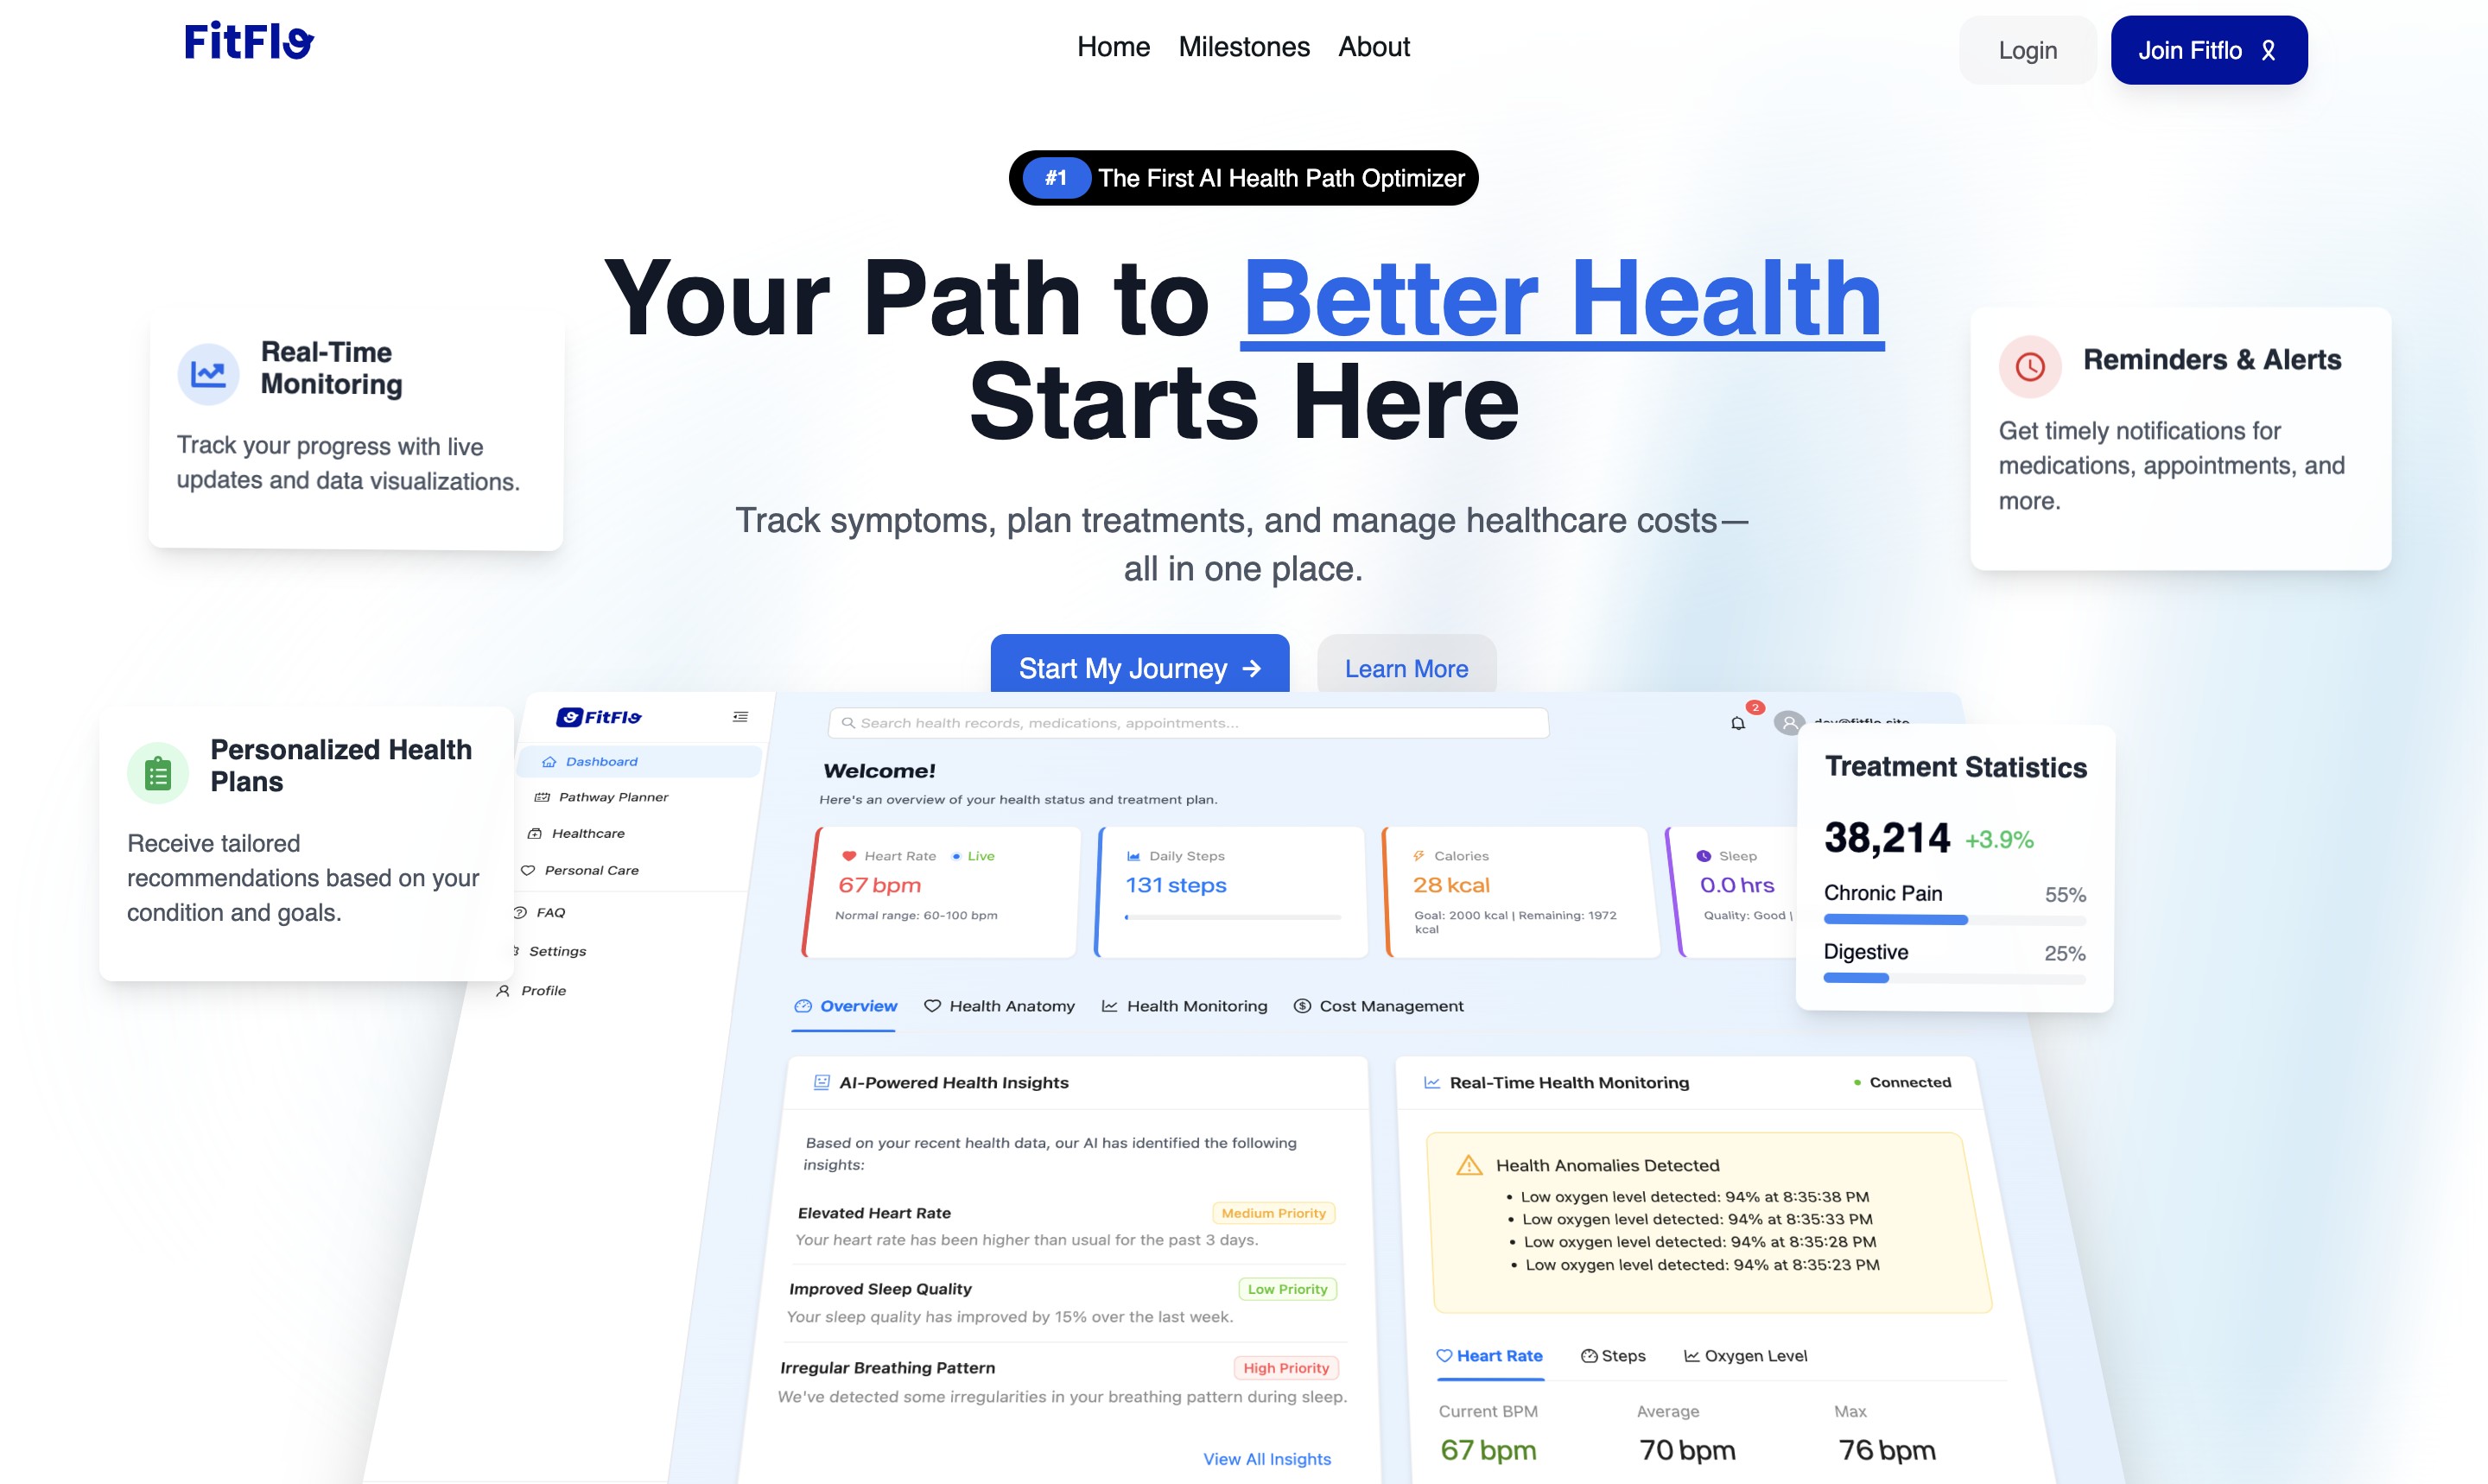 FitFlo
Home Milestones About
Login
Join Fitflo
#1 The First AI Health Path Optimizer
Your Path to Better Health
Starts Here
Track symptoms, plan treatments, and manage healthcare costs—
all in one place.
Start My Journey
Learn More
Real-Time
Monitoring
Track your progress with live
updates and data visualizations.
Reminders & Alerts
Get timely notifications for
medications, appointments, and
more.
Personalized Health
Plans
Receive tailored
recommendations based on your
condition and goals.
Treatment Statistics
38,214 +3.9%
Chronic Pain 55%
Digestive 25%
FitFlo
Dashboard
Pathway Planner
Healthcare
Personal Care
FAQ
Settings
Profile
Search health records, medications, appointments...
2
Welcome!
Here's an overview of your health status and treatment plan.
Heart Rate Live
67 bpm
Normal range: 60-100 bpm
Daily Steps
131 steps
Calories
28 kcal
Goal: 2000 kcal | Remaining: 1972
kcal
Sleep
0.0 hrs
Quality: Good |
Overview Health Anatomy Health Monitoring Cost Management
AI-Powered Health Insights
Based on your recent health data, our AI has identified the following
insights:
Elevated Heart Rate Medium Priority
Your heart rate has been higher than usual for the past 3 days.
Improved Sleep Quality Low Priority
Your sleep quality has improved by 15% over the last week.
Irregular Breathing Pattern High Priority
We've detected some irregularities in your breathing pattern during sleep.
View All Insights
Real-Time Health Monitoring Connected
Health Anomalies Detected
• Low oxygen level detected: 94% at 8:35:38 PM
• Low oxygen level detected: 94% at 8:35:33 PM
• Low oxygen level detected: 94% at 8:35:28 PM
• Low oxygen level detected: 94% at 8:35:23 PM
Heart Rate Steps Oxygen Level
Current BPM Average Max
67 bpm 70 bpm 76 bpm